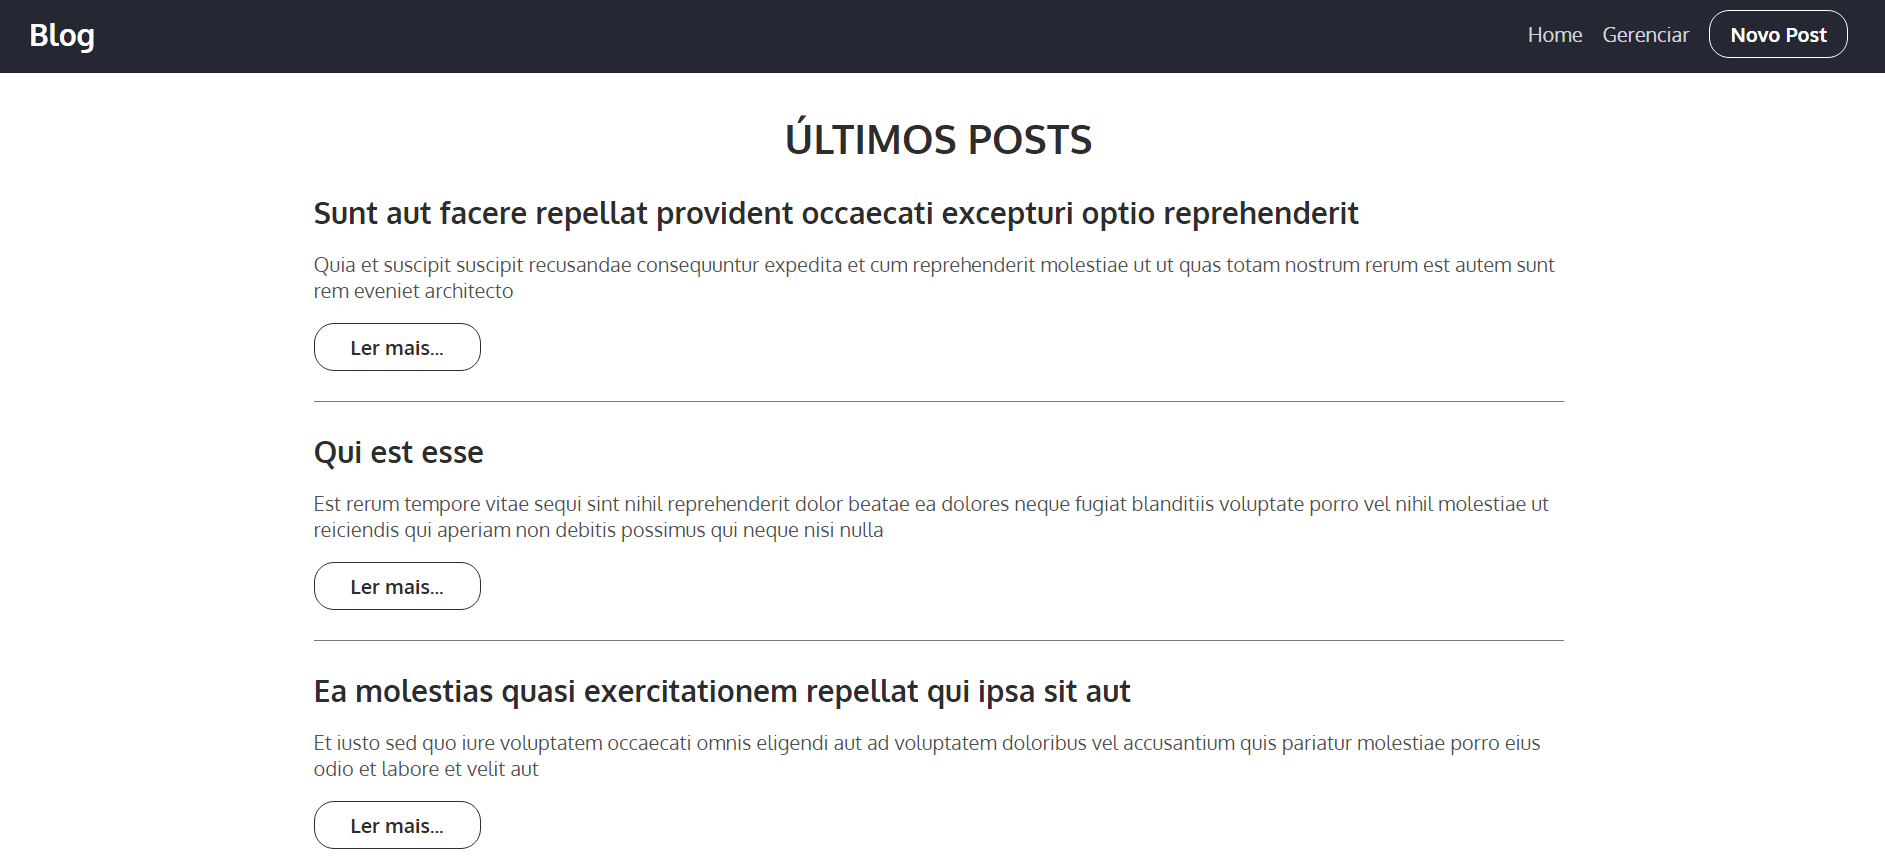 Blog
Home Gerenciar Novo Post
ÚLTIMOS POSTS
Sunt aut facere repellat provident occaecati excepturi optio reprehenderit
Quia et suscipit suscipit recusandae consequuntur expedita et cum reprehenderit molestiae ut ut quas totam nostrum rerum est autem sunt
rem eveniet architecto
Ler mais...
Qui est esse
Est rerum tempore vitae sequi sint nihil reprehenderit dolor beatae ea dolores neque fugiat blanditiis voluptate porro vel nihil molestiae ut
reiciendis qui aperiam non debitis possimus qui neque nisi nulla
Ler mais...
Ea molestias quasi exercitationem repellat qui ipsa sit aut
Et iusto sed quo iure voluptatem occaecati omnis eligendi aut ad voluptatem doloribus vel accusantium quis pariatur molestiae porro eius
odio et labore et velit aut
Ler mais...